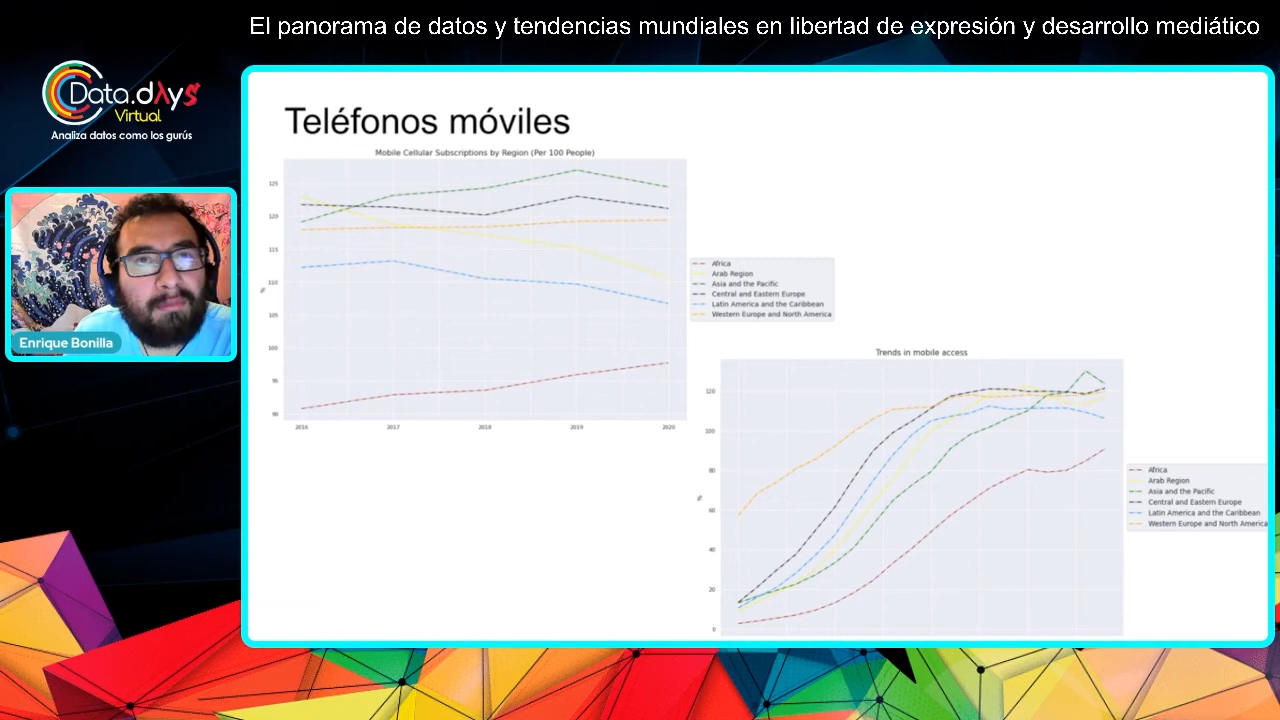 El panorama de datos y tendencias mundiales en libertad de expresión y desarrollo mediático
Data.dAys
Virtual
Analiza datos como los gurús
Enrique Bonilla
Teléfonos móviles
Mobile Cellular Subscriptions by Region (Per 100 People)
125
120
115
110
105
100
95
90
%
2016 2017 2018 2019 2020
Africa
Arab Region
Asia and the Pacific
Central and Eastern Europe
Latin America and the Caribbean
Western Europe and North America
Trends in mobile access
120
100
80
60
40
20
0
%
Africa
Arab Region
Asia and the Pacific
Central and Eastern Europe
Latin America and the Caribbean
Western Europe and North America